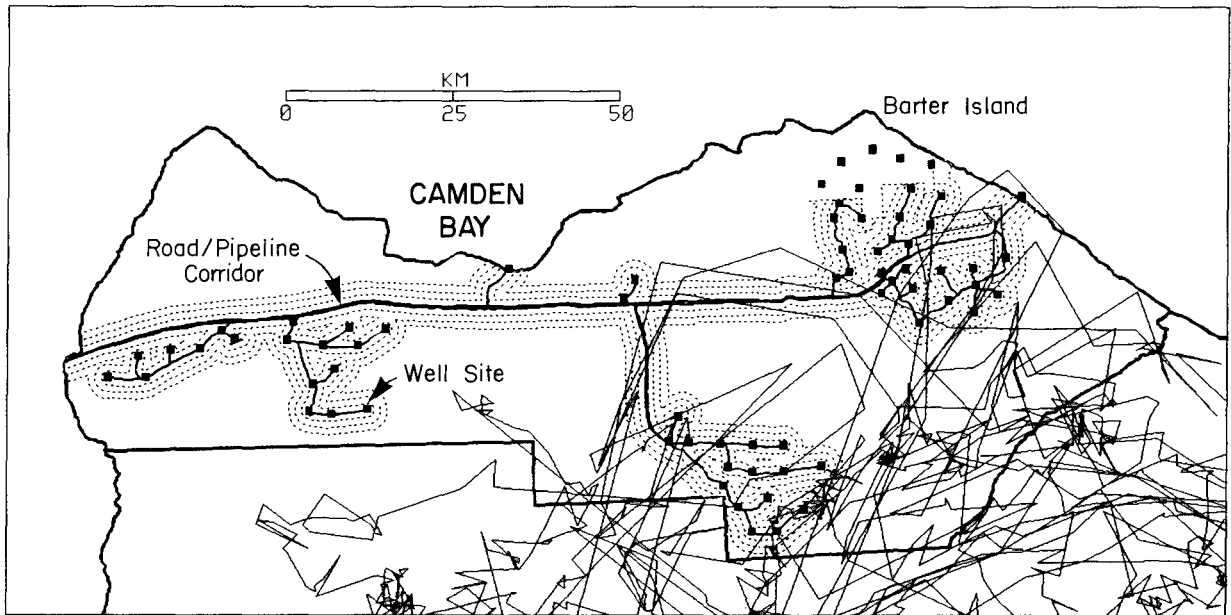 KM
0 25 50
Barter Island
CAMDEN
BAY
Road/Pipeline
Corridor
Well Site